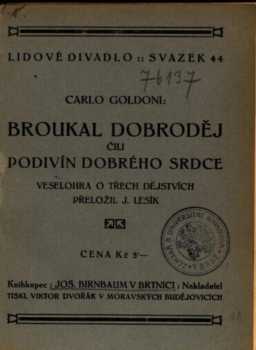 LIDOVÉ DIVADLO :: SVAZEK 44
76137
CARLO GOLDONI:
BROUKAL DOBRODĚJ
ČILI
PODIVÍN DOBRÉHO SRDCE
VESELOHRA O TŘECH DĚJSTVÍCH
PŘELOŽIL J. LESÍK
CENA Kč 5·—
Knihkupec : JOS. BIRNBAUM V BRTNICI : Nakladatel
TISKL VIKTOR DVOŘÁK V MORAVSKÝCH BUDĚJOVICÍCH